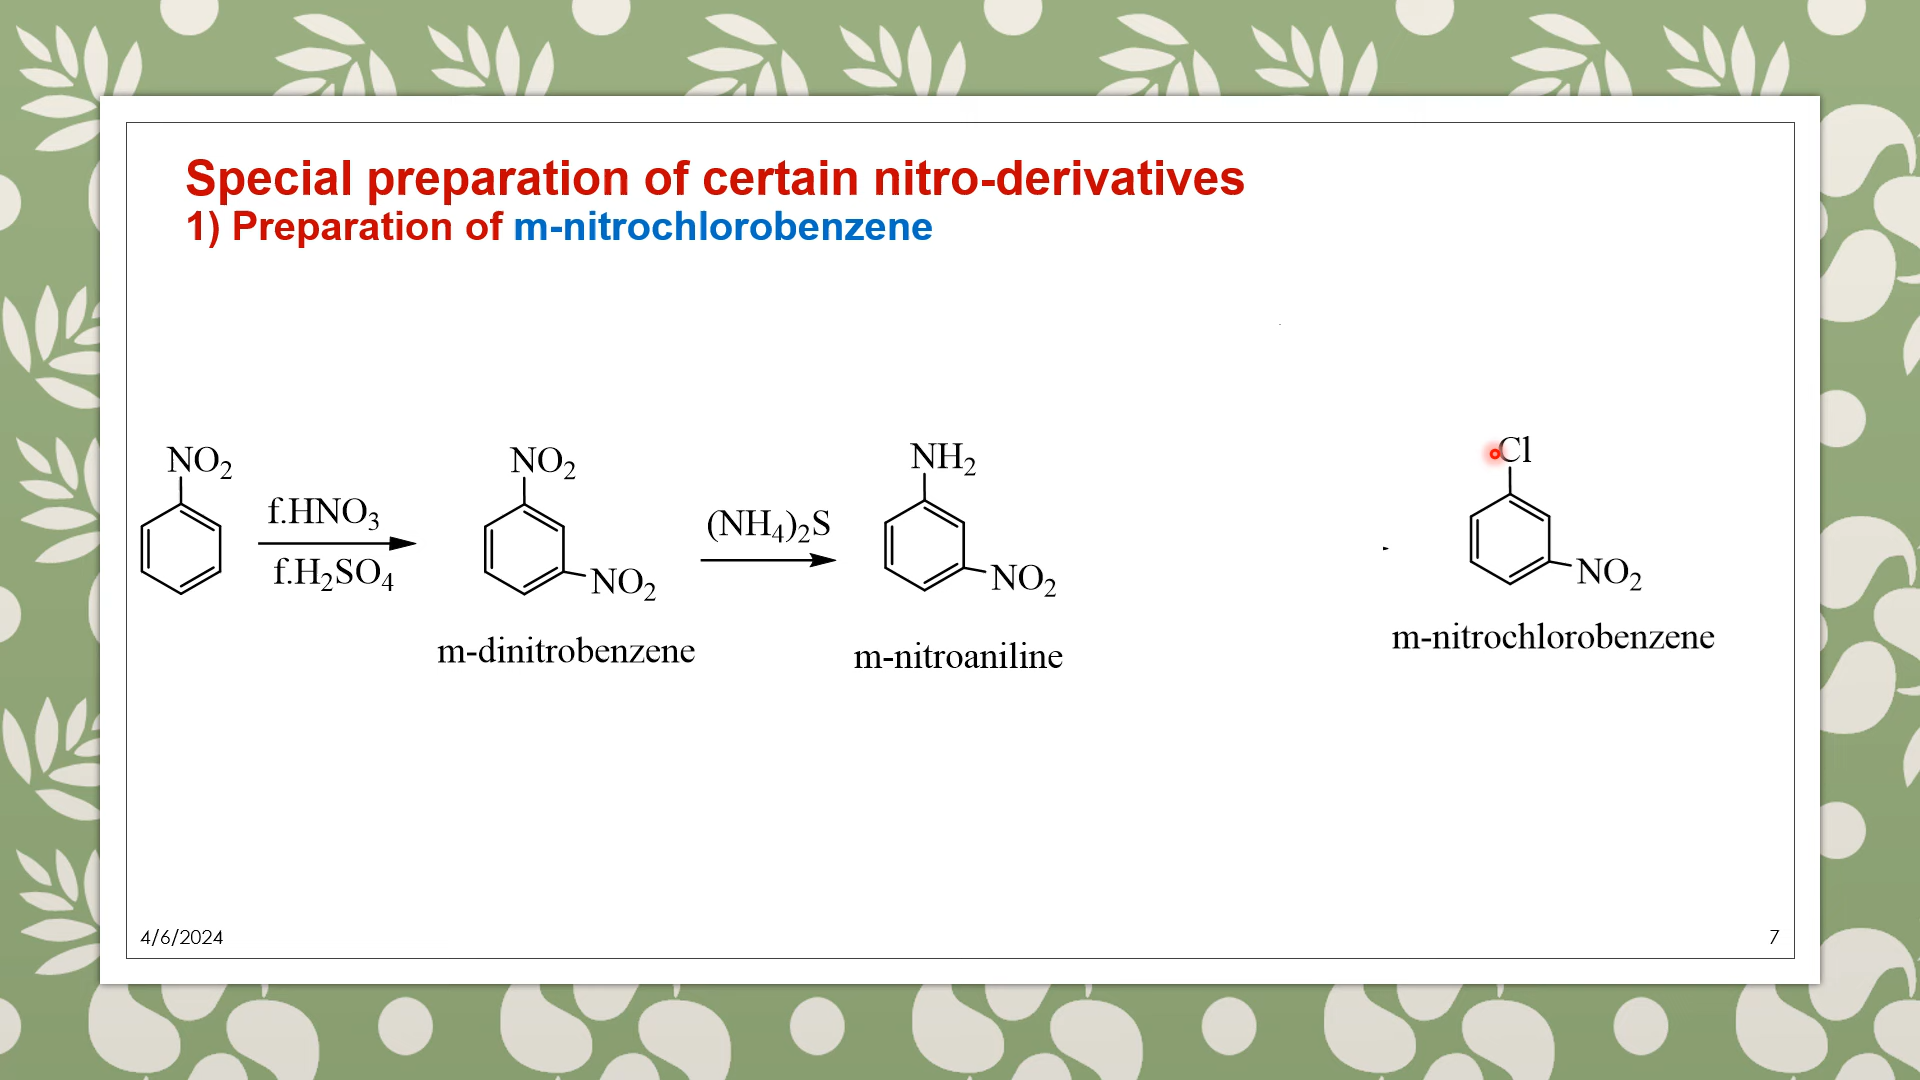 Special preparation of certain nitro-derivatives
1) Preparation of m-nitrochlorobenzene
NO₂
f.HNO₃
f.H₂SO₄
NO₂
NO₂
m-dinitrobenzene
(NH₄)₂S
NH₂
NO₂
m-nitroaniline
Cl
NO₂
m-nitrochlorobenzene
4/6/2024
7